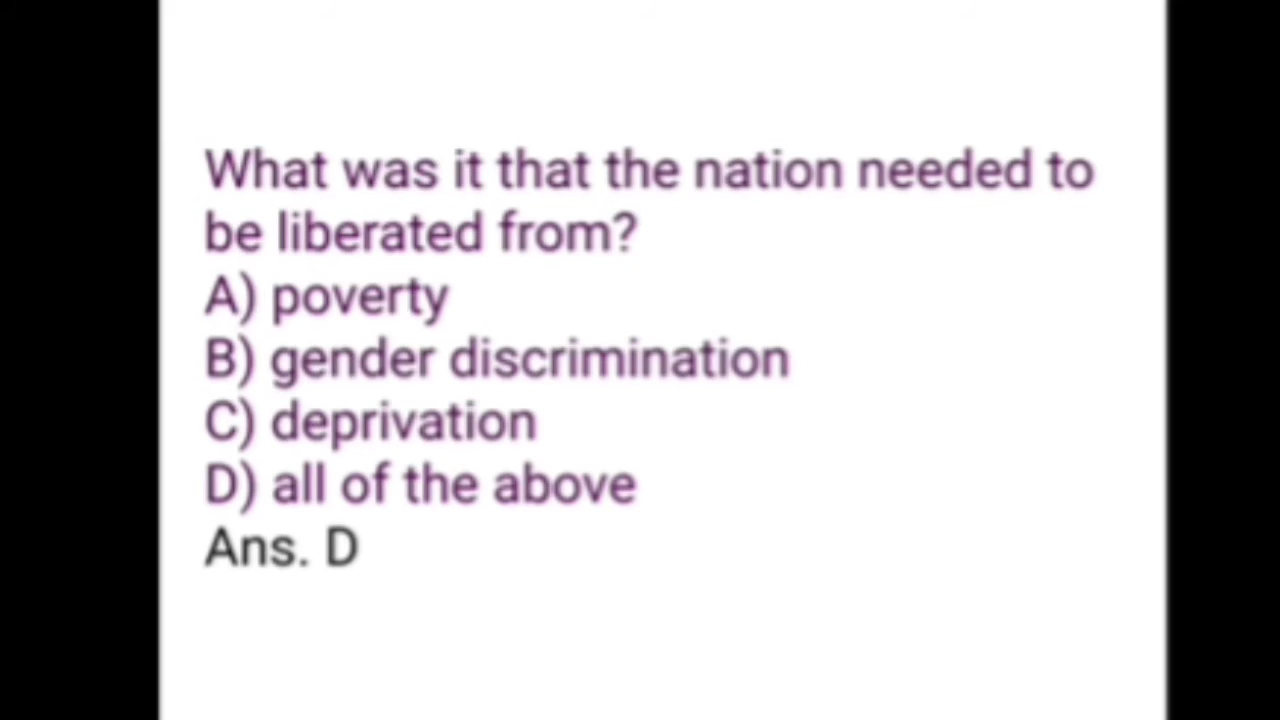 What was it that the nation needed to
be liberated from?
A) poverty
B) gender discrimination
C) deprivation
D) all of the above
Ans. D